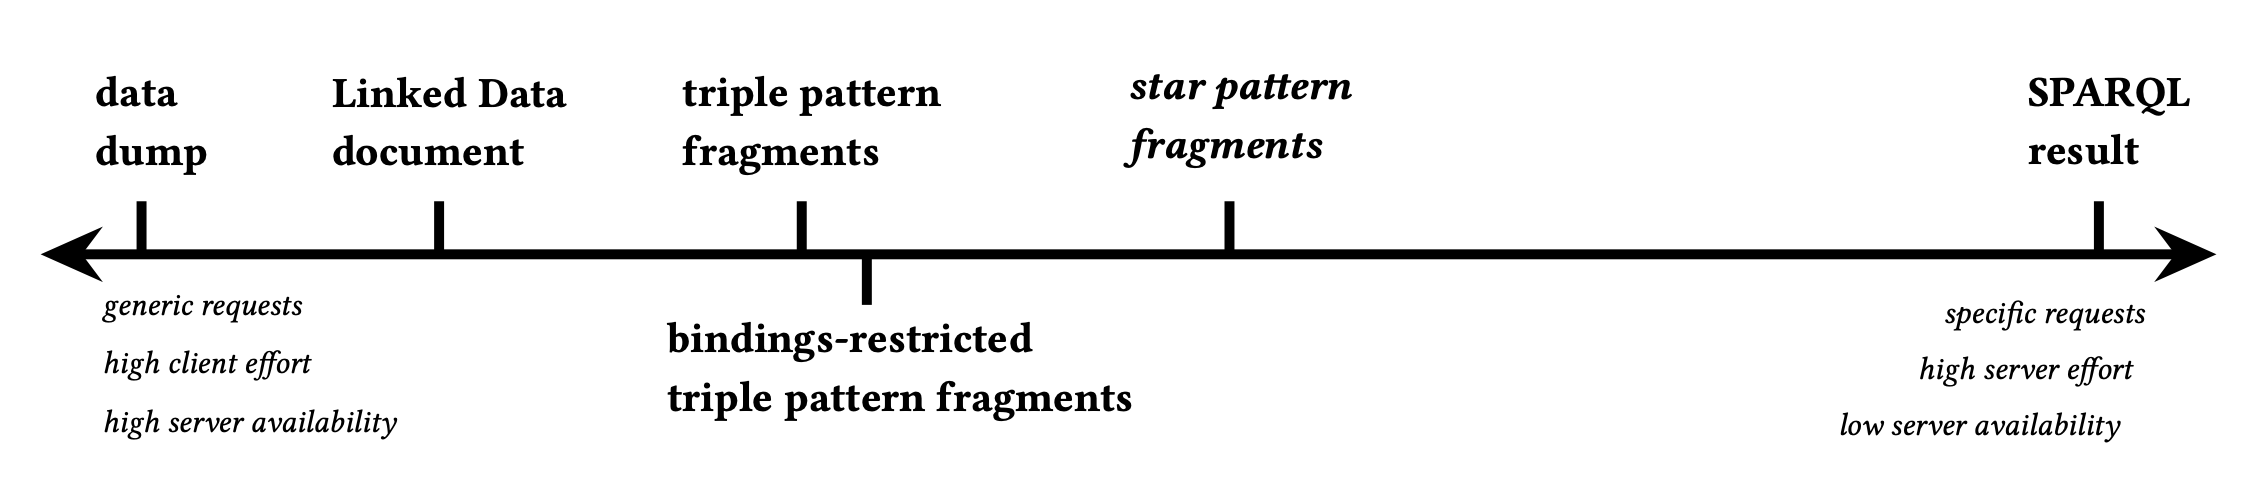 data
dump
Linked Data
document
triple pattern
fragments
star pattern
fragments
SPARQL
result
generic requests
high client effort
high server availability
bindings-restricted
triple pattern fragments
specific requests
high server effort
low server availability